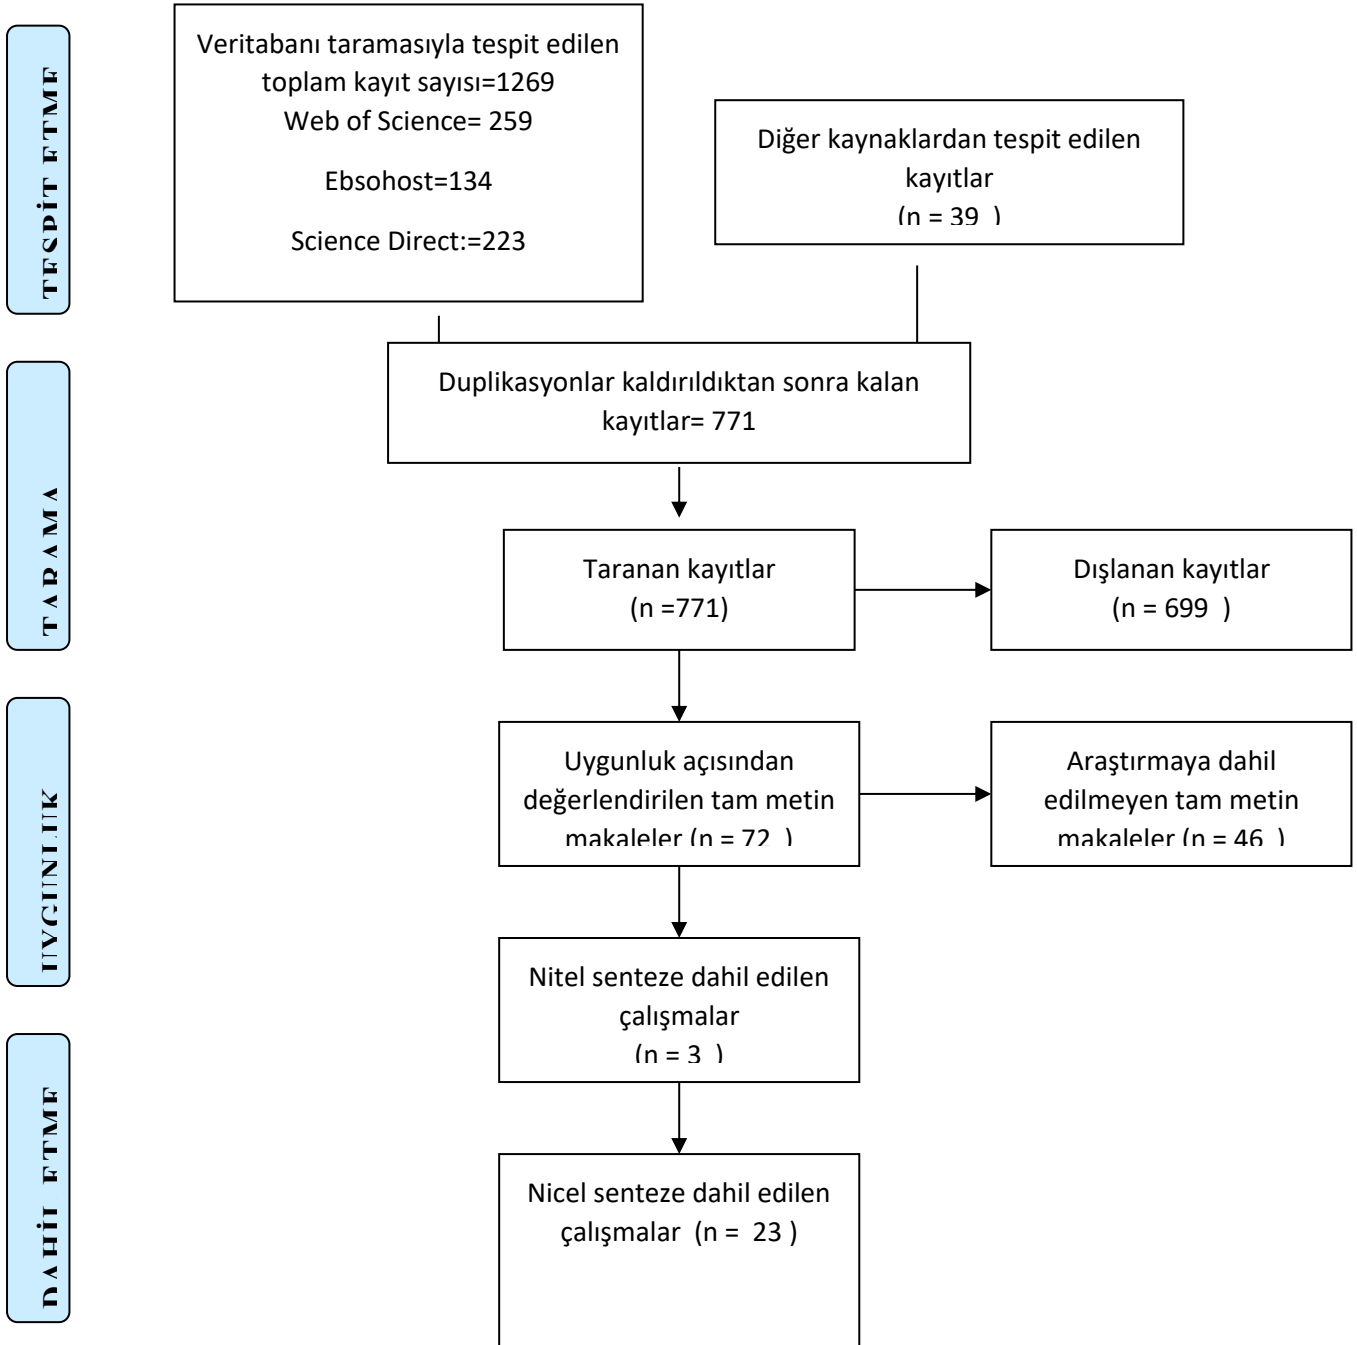 TESPİT ETME
Veritabanı taramasıyla tespit edilen
toplam kayıt sayısı=1269
Web of Science= 259
Ebsohost=134
Science Direct:=223
Diğer kaynaklardan tespit edilen
kayıtlar
(n = 39  )
TARAMA
Duplikasyonlar kaldırıldıktan sonra kalan
kayıtlar= 771
Taranan kayıtlar
(n =771)
Dışlanan kayıtlar
(n = 699  )
UYGUNLUK
Uygunluk açısından
değerlendirilen tam metin
makaleler (n = 72  )
Araştırmaya dahil
edilmeyen tam metin
makaleler (n = 46  )
Nitel senteze dahil edilen
çalışmalar
(n = 3  )
DAHİL ETME
Nicel senteze dahil edilen
çalışmalar  (n =  23 )